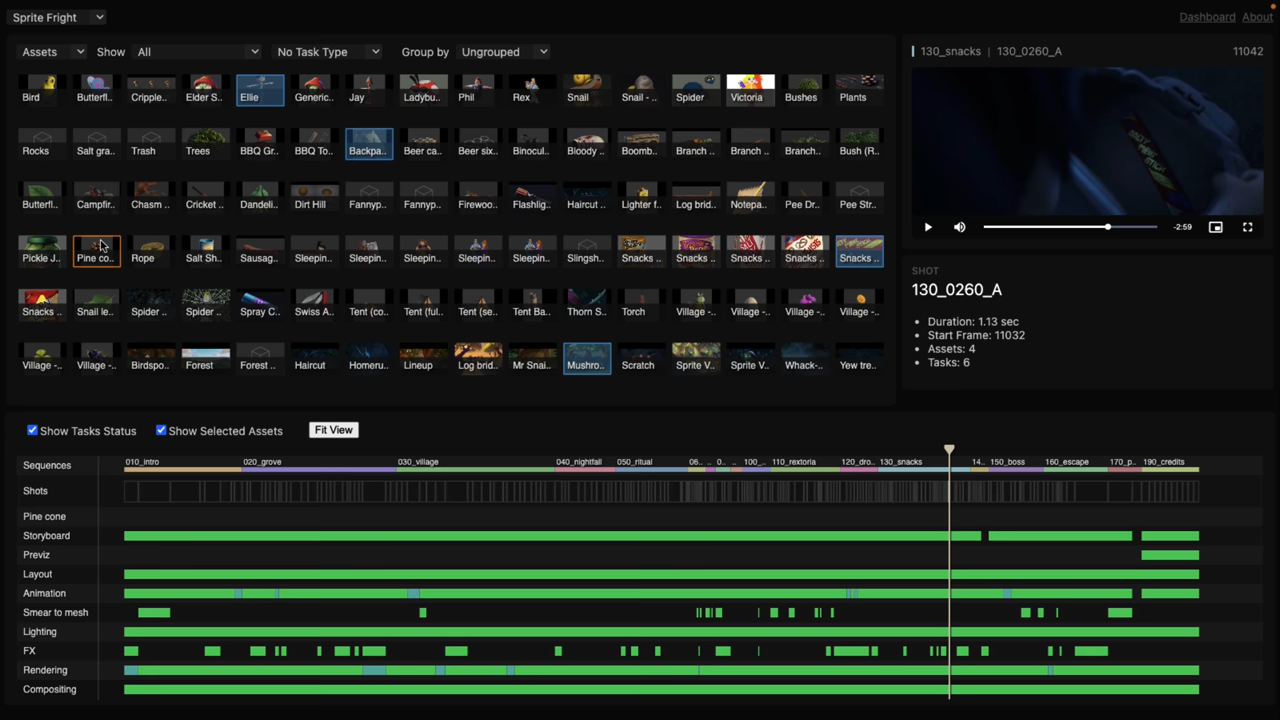 Sprite Fright
Dashboard About
Assets Show All No Task Type Group by Ungrouped
130_snacks | 130_0260_A 11042
Bird Butterfl.. Cripple.. Elder S.. Ellie Generic.. Jay Ladybu.. Phil Rex Snail Snail - .. Spider Victoria Bushes Plants
Rocks Salt gra.. Trash Trees BBQ Gr.. BBQ To.. Backpa.. Beer ca.. Beer six.. Binocul.. Bloody .. Boomb.. Branch .. Branch .. Branch.. Bush (R..
Butterfl.. Campfir.. Chasm .. Cricket .. Dandeli.. Dirt Hill Fannyp.. Fannyp.. Firewoo.. Flashlig.. Haircut .. Lighter f.. Log brid.. Notepa.. Pee Dr.. Pee Str..
-2:59
Pickle J.. Pine co.. Rope Salt Sh.. Sausag.. Sleepin.. Sleepin.. Sleepin.. Sleepin.. Sleepin.. Slingsh.. Snacks .. Snacks .. Snacks .. Snacks .. Snacks ..
SHOT
130_0260_A
Snacks .. Snail le.. Spider .. Spider .. Spray C.. Swiss A.. Tent (co.. Tent (ful.. Tent (se.. Tent Ba.. Thorn S.. Torch Village -.. Village -.. Village -.. Village -..
• Duration: 1.13 sec
• Start Frame: 11032
• Assets: 4
• Tasks: 6
Village -.. Village -.. Birdspo.. Forest Forest .. Haircut Homeru.. Lineup Log brid.. Mr Snai.. Mushro.. Scratch Sprite V.. Sprite V.. Whack-.. Yew tre..
Show Tasks Status Show Selected Assets Fit View
Sequences 010_intro 020_grove 030_village 040_nightfall 050_ritual 06.. .. 0.. .. 100_.. 110_rextoria 120_dro.. 130_snacks 14.. 150_boss 160_escape 170_p.. 190_credits
Shots
Pine cone
Storyboard
Previz
Layout
Animation
Smear to mesh
Lighting
FX
Rendering
Compositing